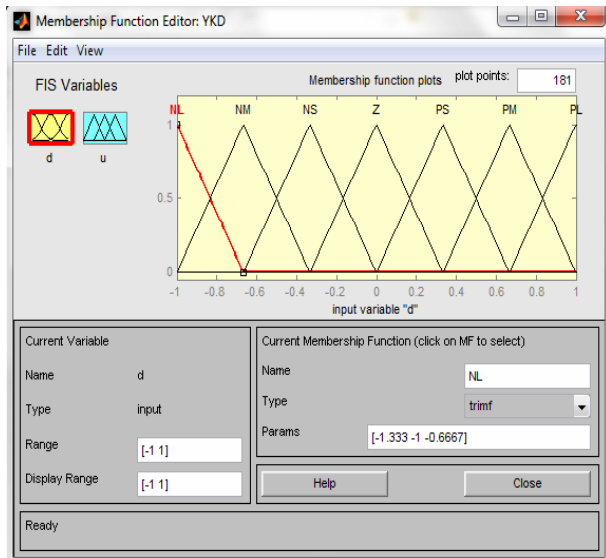 Membership Function Editor: YKD
File Edit View
FIS Variables
d u
Membership function plots plot points: 181
NL NM NS Z PS PM PL
1
0.5
0
-1 -0.8 -0.6 -0.4 -0.2 0 0.2 0.4 0.6 0.8 1
input variable "d"
Current Variable
Name d
Type input
Range [-1 1]
Display Range [-1 1]
Current Membership Function (click on MF to select)
Name NL
Type trimf
Params [-1.333 -1 -0.6667]
Help Close
Ready